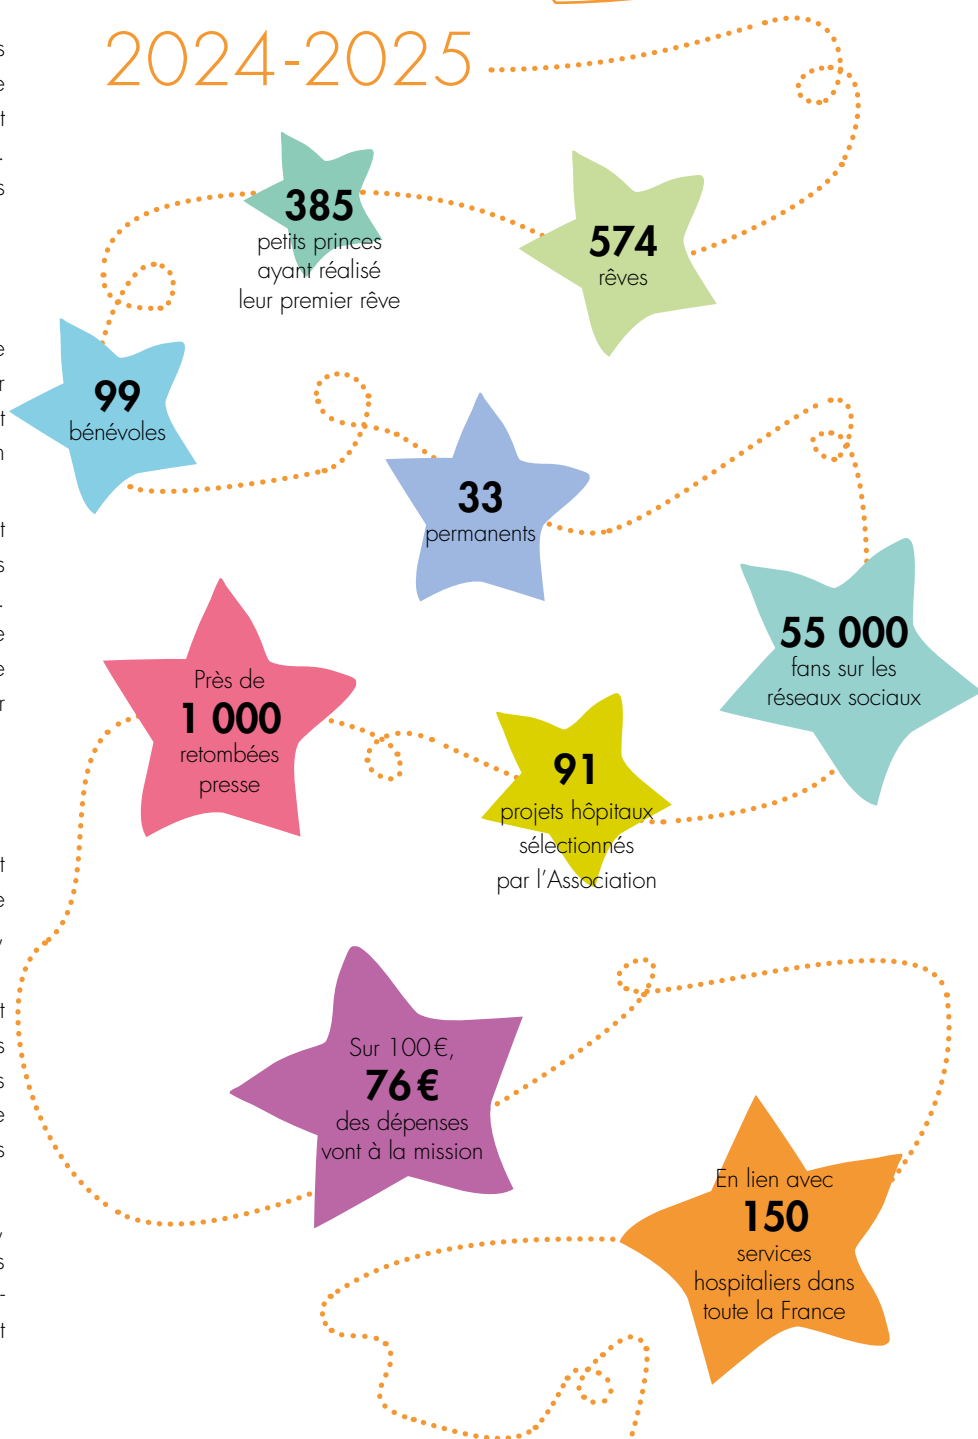 2024-2025
574
rêves
385
petits princes
ayant réalisé
leur premier rêve
99
bénévoles
33
permanents
55 000
fans sur les
réseaux sociaux
91
projets hôpitaux
sélectionnés
par l’Association
Près de
1 000
retombées
presse
Sur 100 €,
76 €
des dépenses
vont à la mission
En lien avec
150
services
hospitaliers dans
toute la France